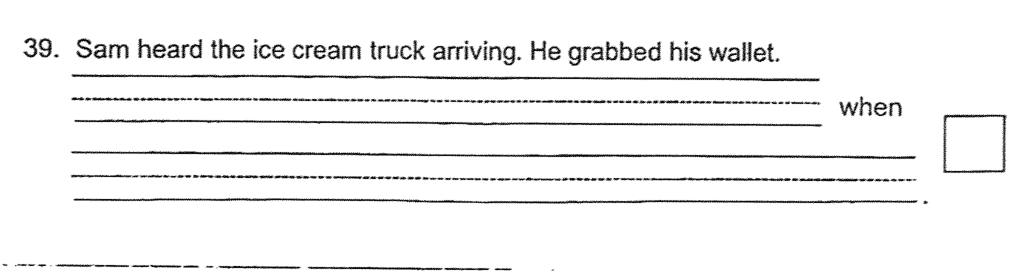 39. Sam heard the ice cream truck arriving. He grabbed his wallet.
when
.